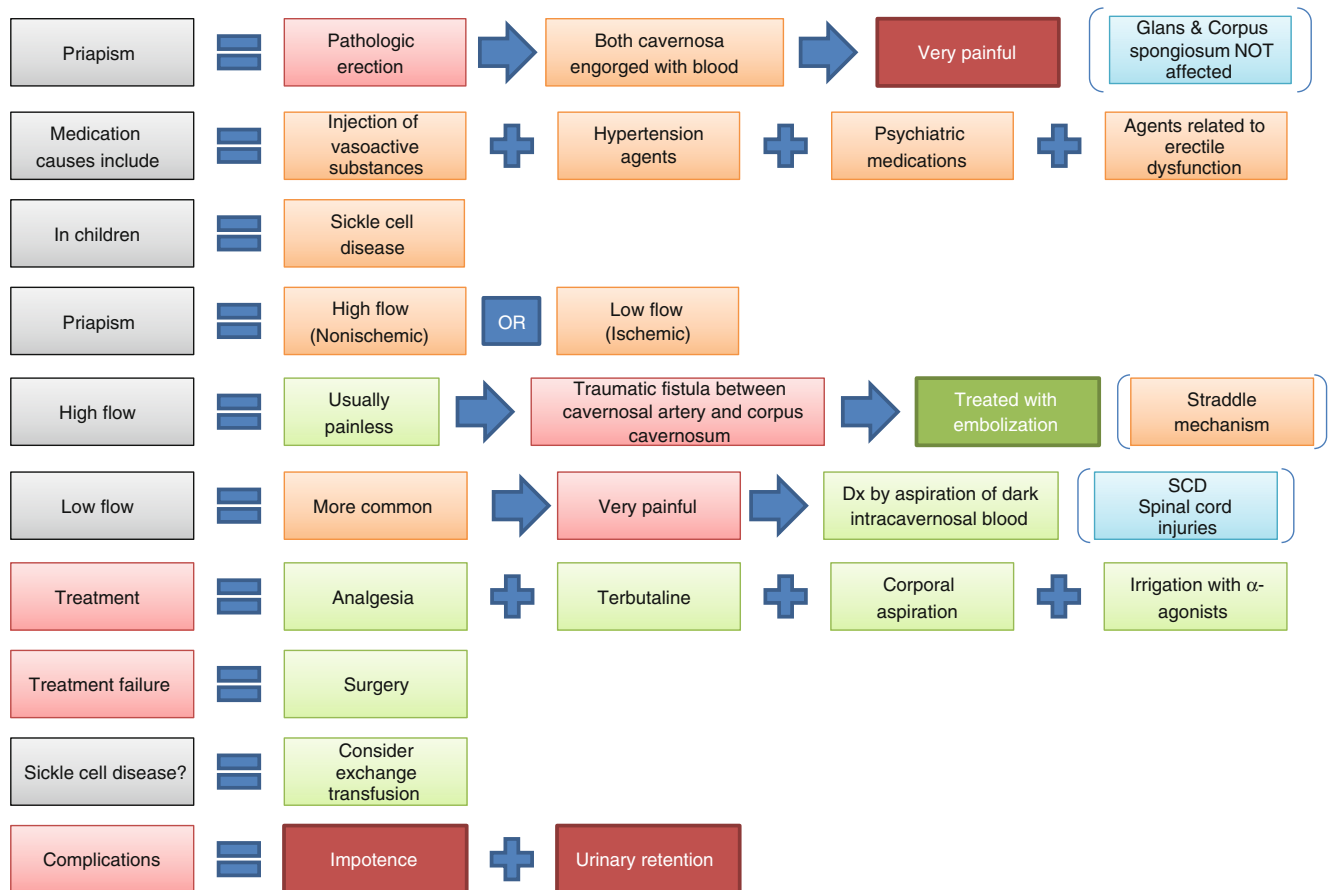 Priapism
Pathologic
erection
Both cavernosa
engorged with blood
Very painful
Glans & Corpus
spongiosum NOT
affected
Medication
causes include
Injection of
vasoactive
substances
Hypertension
agents
Psychiatric
medications
Agents related to
erectile
dysfunction
In children
Sickle cell
disease
Priapism
High flow
(Nonischemic)
OR
Low flow
(Ischemic)
High flow
Usually
painless
Traumatic fistula between
cavernosal artery and corpus
cavernosum
Treated with
embolization
Straddle
mechanism
Low flow
More common
Very painful
Dx by aspiration of dark
intracavernosal blood
SCD
Spinal cord
injuries
Treatment
Analgesia
Terbutaline
Corporal
aspiration
Irrigation with α-
agonists
Treatment failure
Surgery
Sickle cell disease?
Consider
exchange
transfusion
Complications
Impotence
Urinary retention